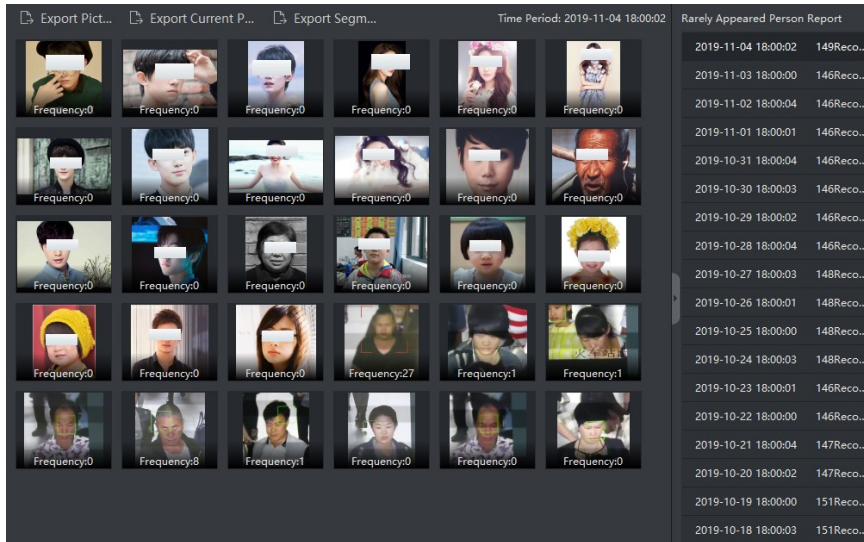 Export Pict... Export Current P... Export Segm... Time Period: 2019-11-04 18:00:02
Frequency:0 Frequency:0 Frequency:0 Frequency:0 Frequency:0 Frequency:0
Frequency:0 Frequency:0 Frequency:0 Frequency:0 Frequency:0 Frequency:0
Frequency:0 Frequency:0 Frequency:0 Frequency:0 Frequency:0 Frequency:0
火车站
Frequency:0 Frequency:0 Frequency:0 Frequency:27 Frequency:1 Frequency:1
Frequency:0 Frequency:8 Frequency:1 Frequency:0 Frequency:0 Frequency:0
Rarely Appeared Person Report
2019-11-04 18:00:02 149Reco...
2019-11-03 18:00:00 146Reco...
2019-11-02 18:00:04 146Reco...
2019-11-01 18:00:01 146Reco...
2019-10-31 18:00:04 146Reco...
2019-10-30 18:00:03 146Reco...
2019-10-29 18:00:02 146Reco...
2019-10-28 18:00:04 146Reco...
2019-10-27 18:00:03 148Reco...
2019-10-26 18:00:01 148Reco...
2019-10-25 18:00:00 148Reco...
2019-10-24 18:00:03 148Reco...
2019-10-23 18:00:01 146Reco...
2019-10-22 18:00:00 146Reco...
2019-10-21 18:00:04 147Reco...
2019-10-20 18:00:02 147Reco...
2019-10-19 18:00:00 151Reco...
2019-10-18 18:00:03 151Reco...